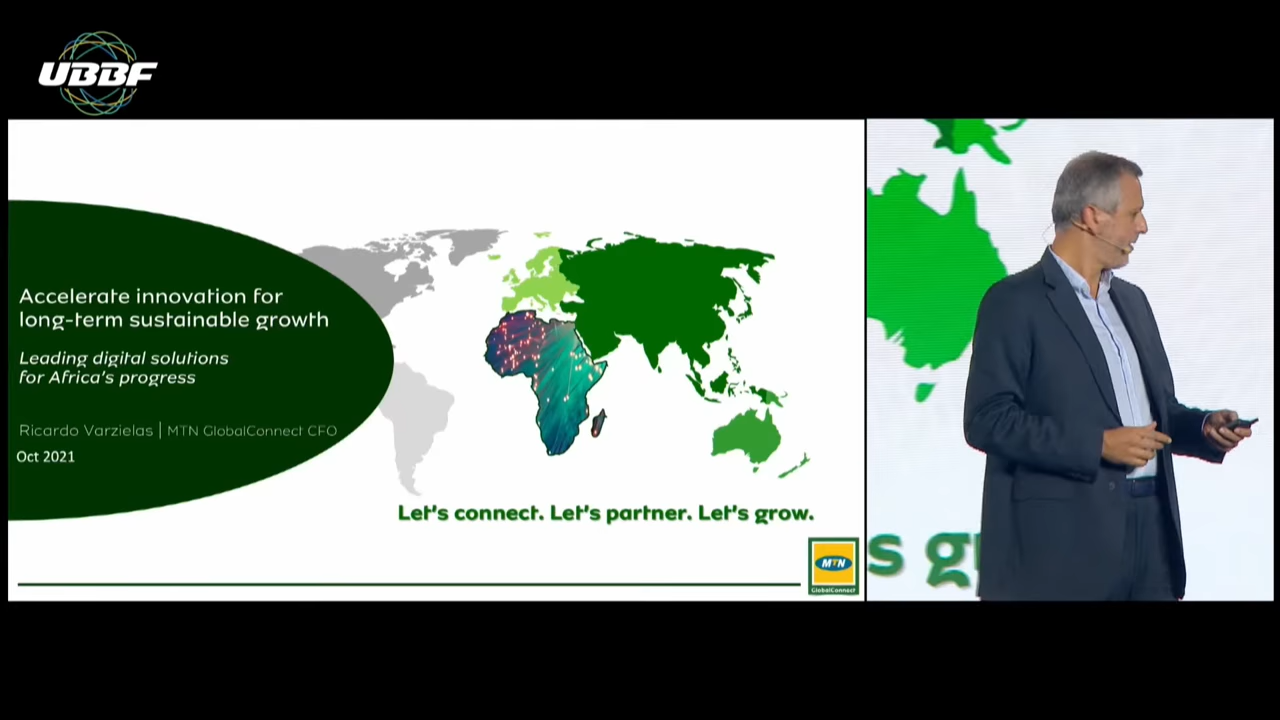 UBBF
Accelerate innovation for
long-term sustainable growth
Leading digital solutions
for Africa's progress
Ricardo Varzielas | MTN GlobalConnect CFO
Oct 2021
Let's connect. Let's partner. Let's grow.
MTN
GlobalConnect
s g